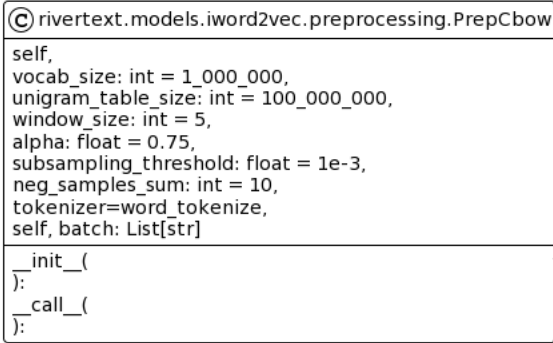 C rivertext.models.iword2vec.preprocessing.PrepCbow
self,
vocab_size: int = 1_000_000,
unigram_table_size: int = 100_000_000,
window_size: int = 5,
alpha: float = 0.75,
subsampling_threshold: float = 1e-3,
neg_samples_sum: int = 10,
tokenizer=word_tokenize,
self, batch: List[str]
__init__(
):
__call__(
):